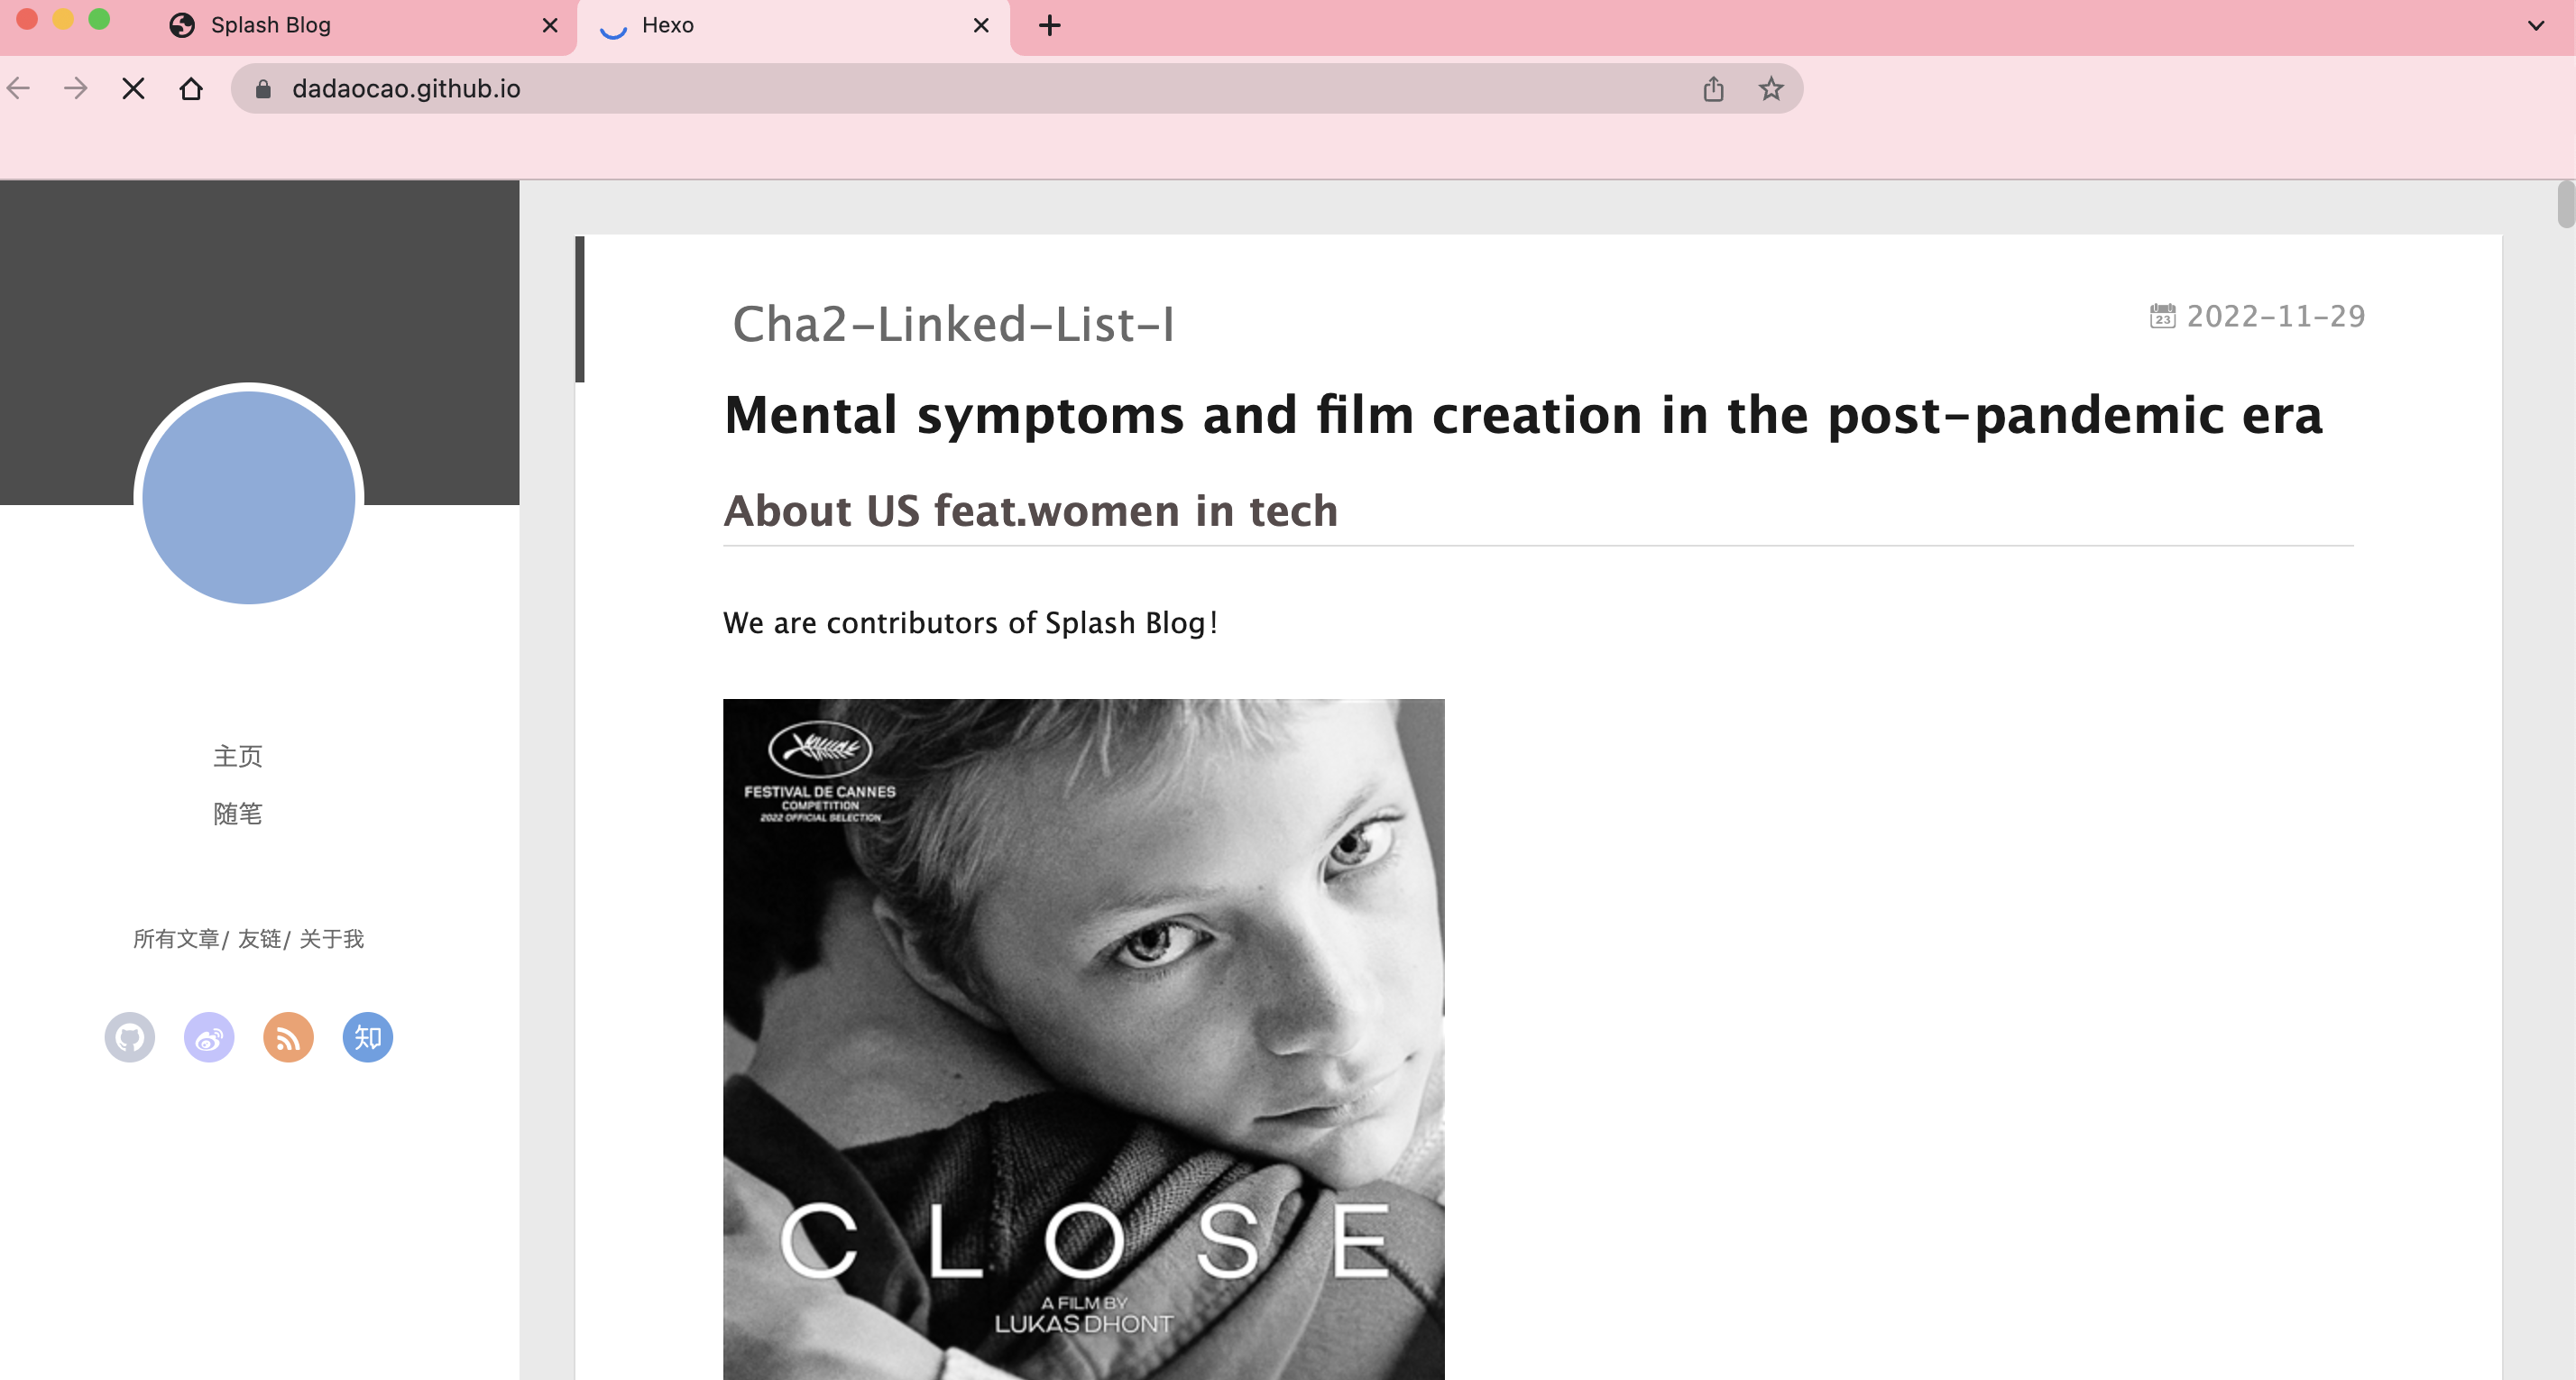 Splash Blog
Hexo
dadaocao.github.io
Cha2-Linked-List-I
23 2022-11-29
Mental symptoms and film creation in the post-pandemic era
About US feat.women in tech
We are contributors of Splash Blog!
主页
随笔
所有文章/ 友链/ 关于我
知
FESTIVAL DE CANNES
COMPETITION
2022 OFFICIAL SELECTION
CLOSE
A FILM BY
LUKAS DHONT